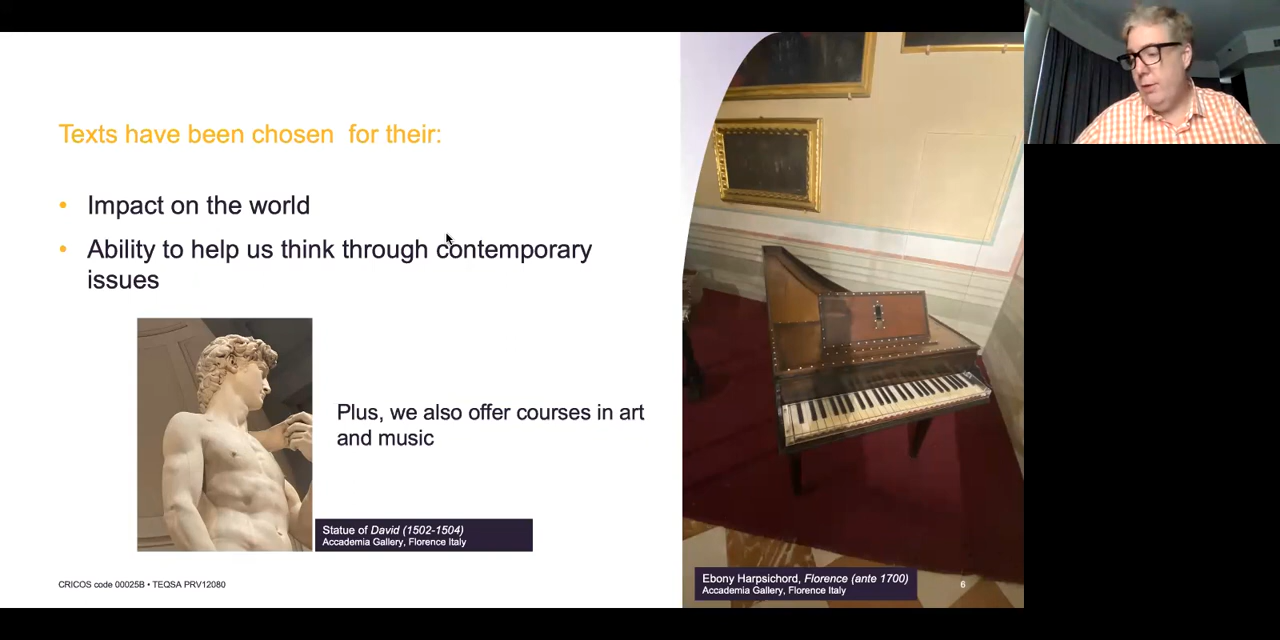 Texts have been chosen  for their:
• Impact on the world
• Ability to help us think through contemporary
issues
Plus, we also offer courses in art
and music
Statue of David (1502-1504)
Accademia Gallery, Florence Italy
CRICOS code 00025B • TEQSA PRV12080
Ebony Harpsichord, Florence (ante 1700)
Accademia Gallery, Florence Italy
6